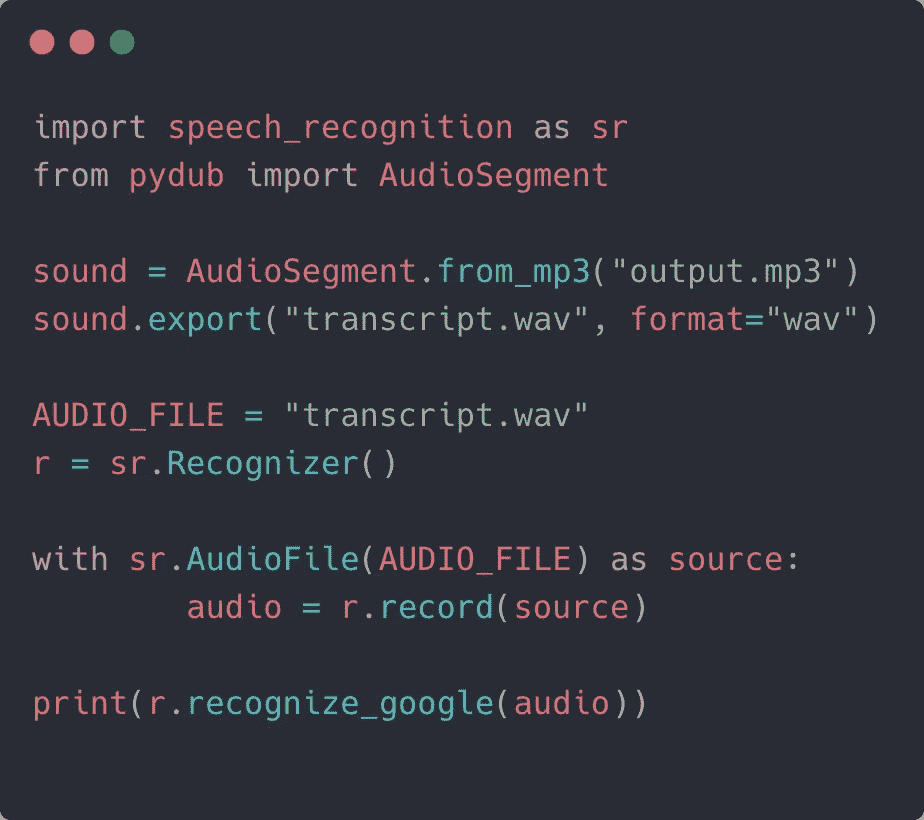 import speech_recognition as sr
from pydub import AudioSegment
sound = AudioSegment.from_mp3("output.mp3")
sound.export("transcript.wav", format="wav")
AUDIO_FILE = "transcript.wav"
r = sr.Recognizer()
with sr.AudioFile(AUDIO_FILE) as source:
        audio = r.record(source)
print(r.recognize_google(audio))